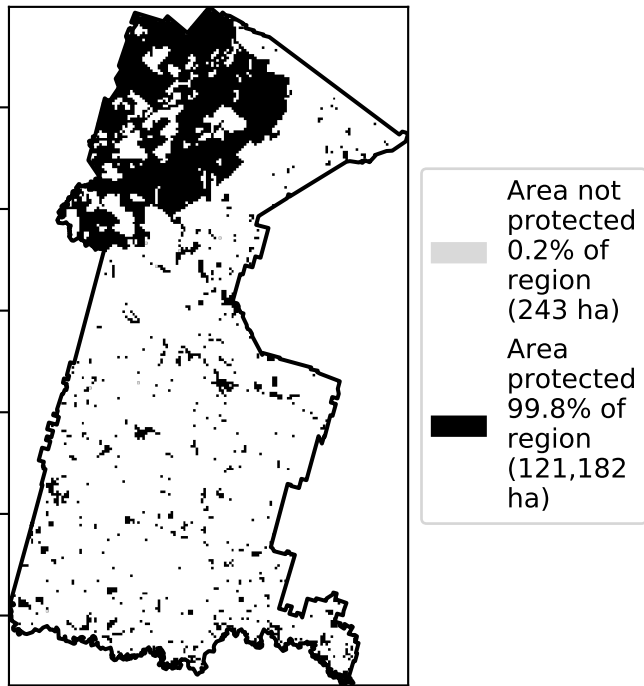 Area not
protected
0.2% of
region
(243 ha)
Area
protected
99.8% of
region
(121,182
ha)